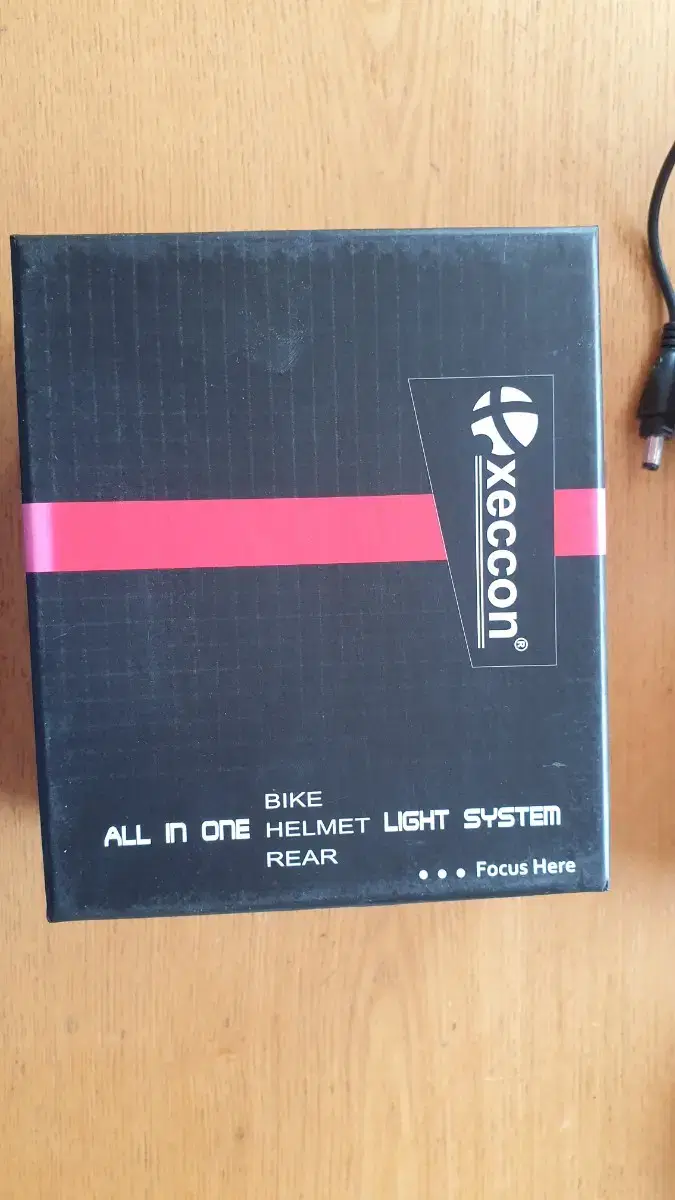 xeccon®
BIKE
ALL IN ONE HELMET LIGHT SYSTEM
REAR
• • • Focus Here